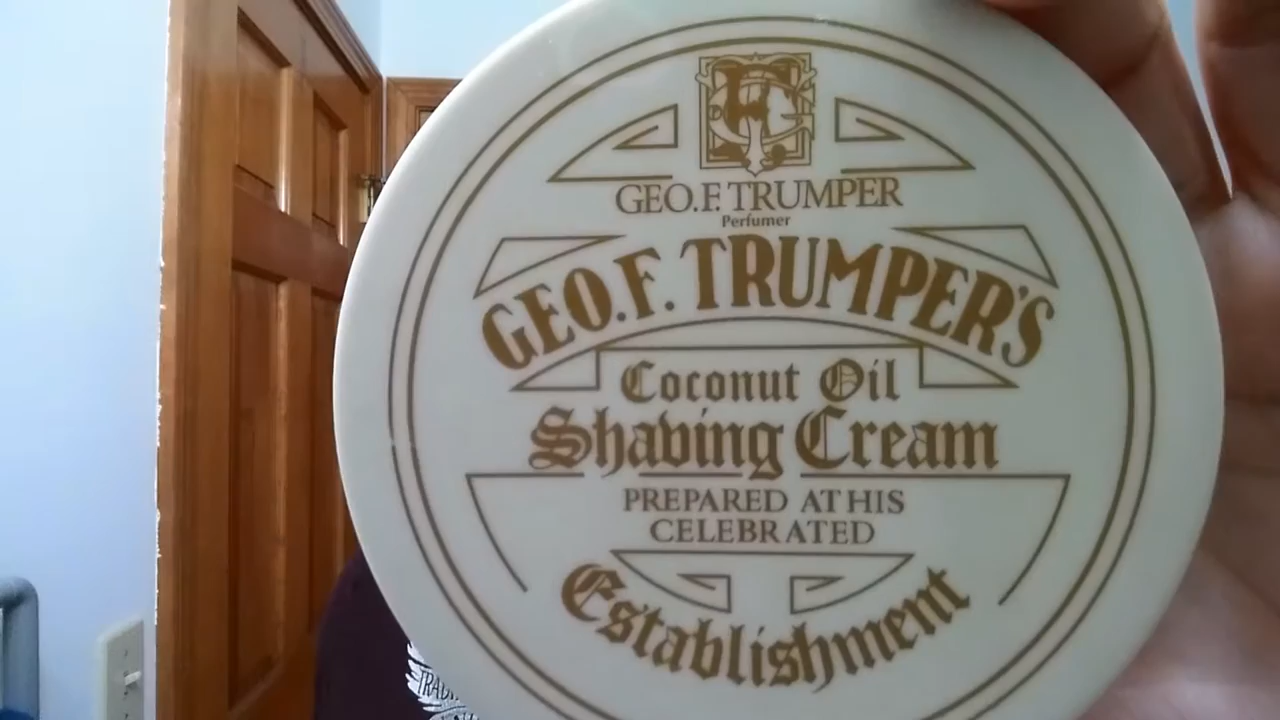 GEO. F. TRUMPER
Perfumer
GEO. F. TRUMPER'S
Coconut Oil
Shaving Cream
PREPARED AT HIS
CELEBRATED
Establishment